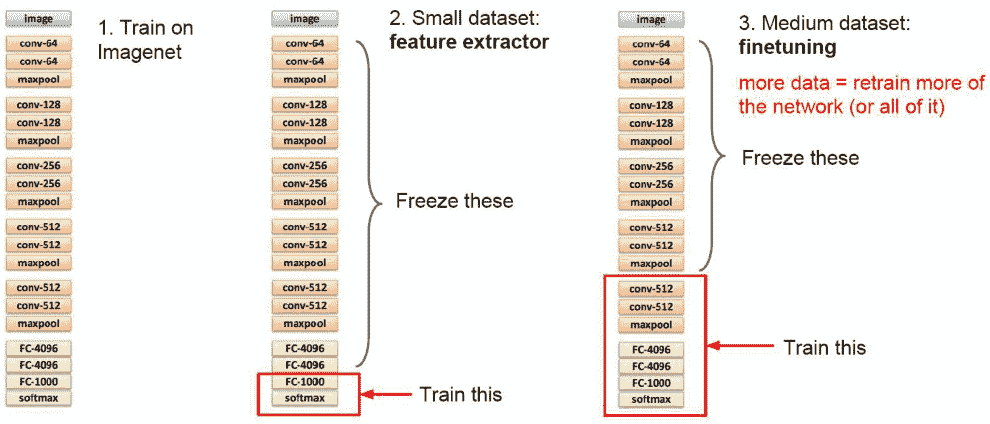 image
conv-64
conv-64
maxpool
conv-128
conv-128
maxpool
conv-256
conv-256
maxpool
conv-512
conv-512
maxpool
conv-512
conv-512
maxpool
FC-4096
FC-4096
FC-1000
softmax
1. Train on
Imagenet
image
conv-64
conv-64
maxpool
conv-128
conv-128
maxpool
conv-256
conv-256
maxpool
conv-512
conv-512
maxpool
conv-512
conv-512
maxpool
FC-4096
FC-4096
FC-1000
softmax
2. Small dataset:
feature extractor
Freeze these
Train this
image
conv-64
conv-64
maxpool
conv-128
conv-128
maxpool
conv-256
conv-256
maxpool
conv-512
conv-512
maxpool
conv-512
conv-512
maxpool
FC-4096
FC-4096
FC-1000
softmax
3. Medium dataset:
finetuning
more data = retrain more of
the network (or all of it)
Freeze these
Train this